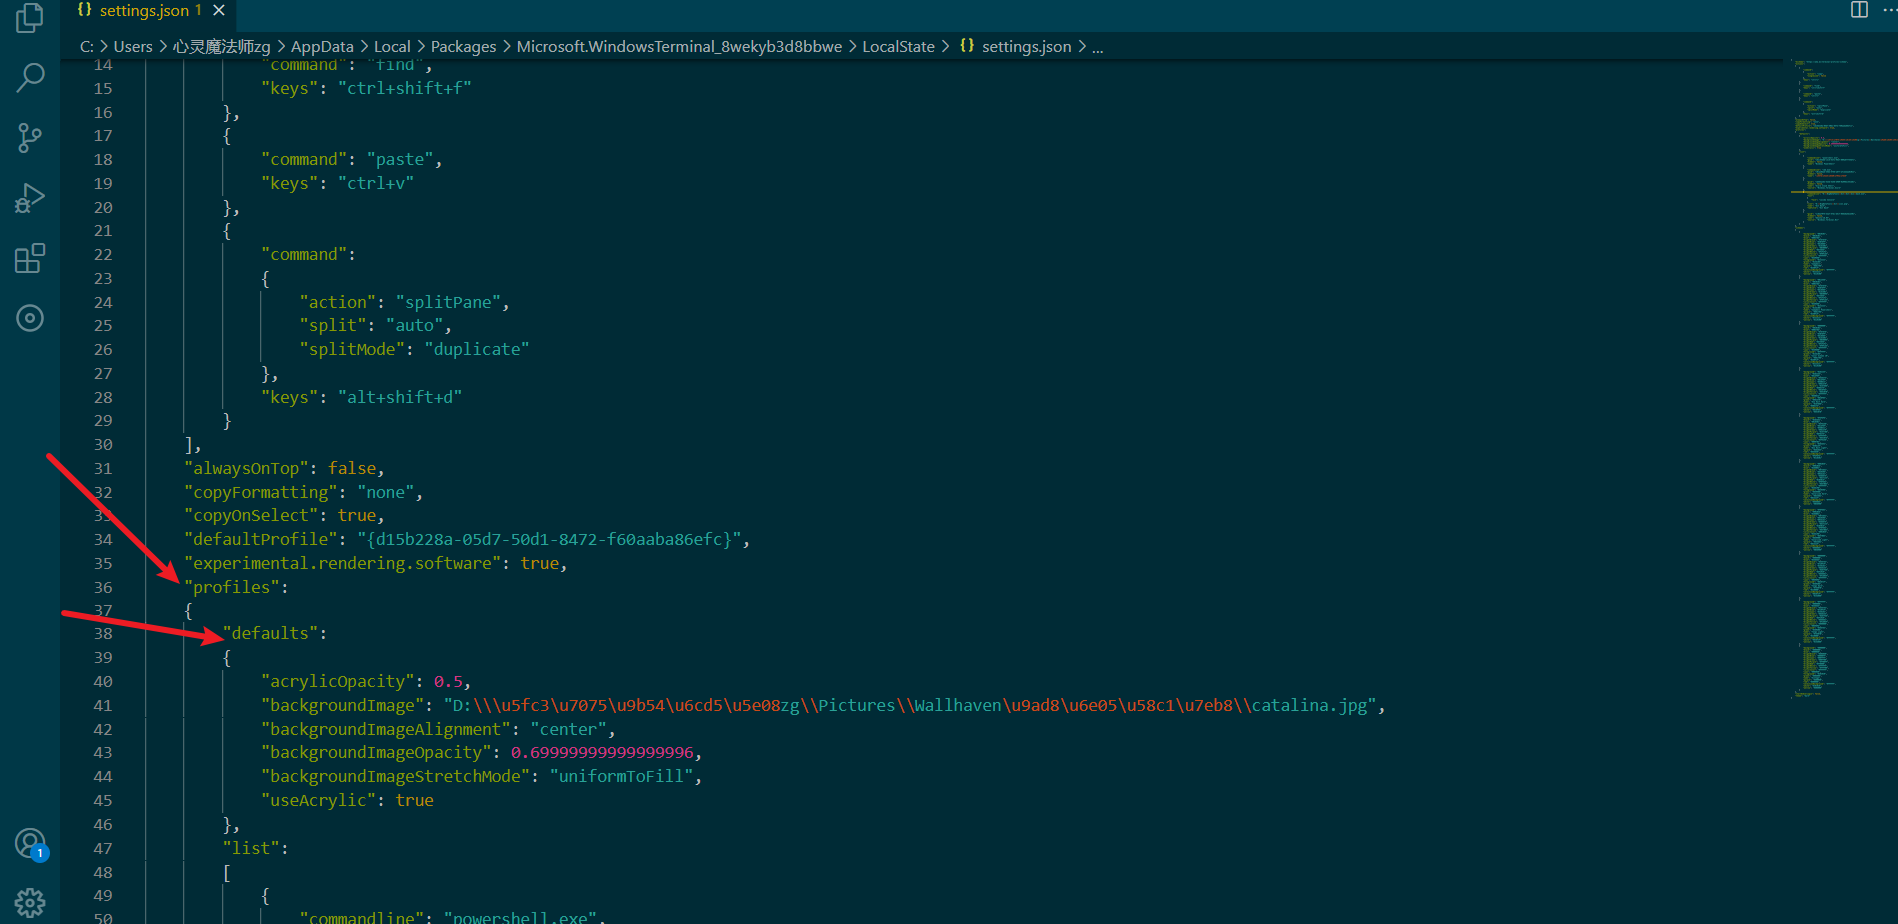 {} settings.json 1 ×
C: > Users > 心灵魔法师zg > AppData > Local > Packages > Microsoft.WindowsTerminal_8wekyb3d8bbwe > LocalState > {} settings.json > ...
14 "command": "find",
15 "keys": "ctrl+shift+f"
16 },
17 {
18 "command": "paste",
19 "keys": "ctrl+v"
20 },
21 {
22 "command":
23 {
24 "action": "splitPane",
25 "split": "auto",
26 "splitMode": "duplicate"
27 },
28 "keys": "alt+shift+d"
29 }
30 ],
31 "alwaysOnTop": false,
32 "copyFormatting": "none",
33 "copyOnSelect": true,
34 "defaultProfile": "{d15b228a-05d7-50d1-8472-f60aaba86efc}",
35 "experimental.rendering.software": true,
36 "profiles":
37 {
38 "defaults":
39 {
40 "acrylicOpacity": 0.5,
41 "backgroundImage": "D:\\\u5fc3\u7075\u9b54\u6cd5\u5e08zg\\Pictures\\Wallhaven\u9ad8\u6e05\u58c1\u7eb8\\catalina.jpg",
42 "backgroundImageAlignment": "center",
43 "backgroundImageOpacity": 0.69999999999999996,
44 "backgroundImageStretchMode": "uniformToFill",
45 "useAcrylic": true
46 },
47 "list":
48 [
49 {
50 "commandline": "powershell.exe",
1